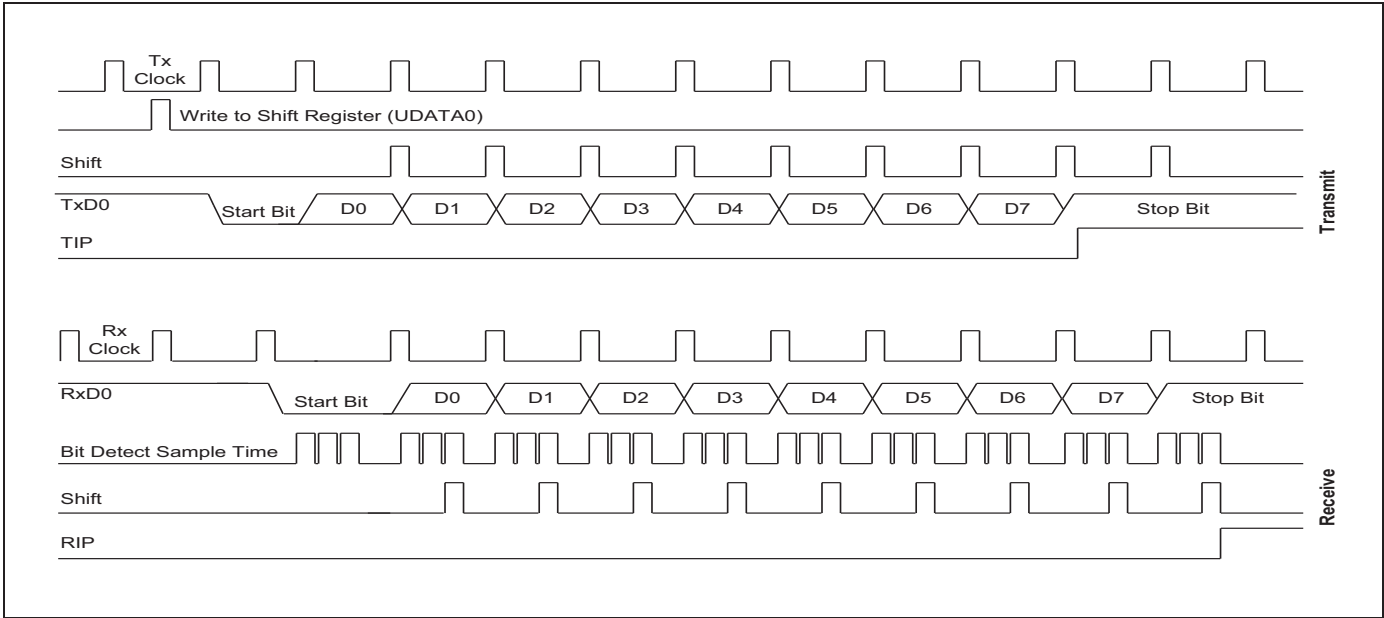 Tx
Clock
Write to Shift Register (UDATA0)
Shift
TxD0 Start Bit D0 D1 D2 D3 D4 D5 D6 D7 Stop Bit
TIP
Transmit
Rx
Clock
RxD0 Start Bit D0 D1 D2 D3 D4 D5 D6 D7 Stop Bit
Bit Detect Sample Time
Shift
RIP
Receive